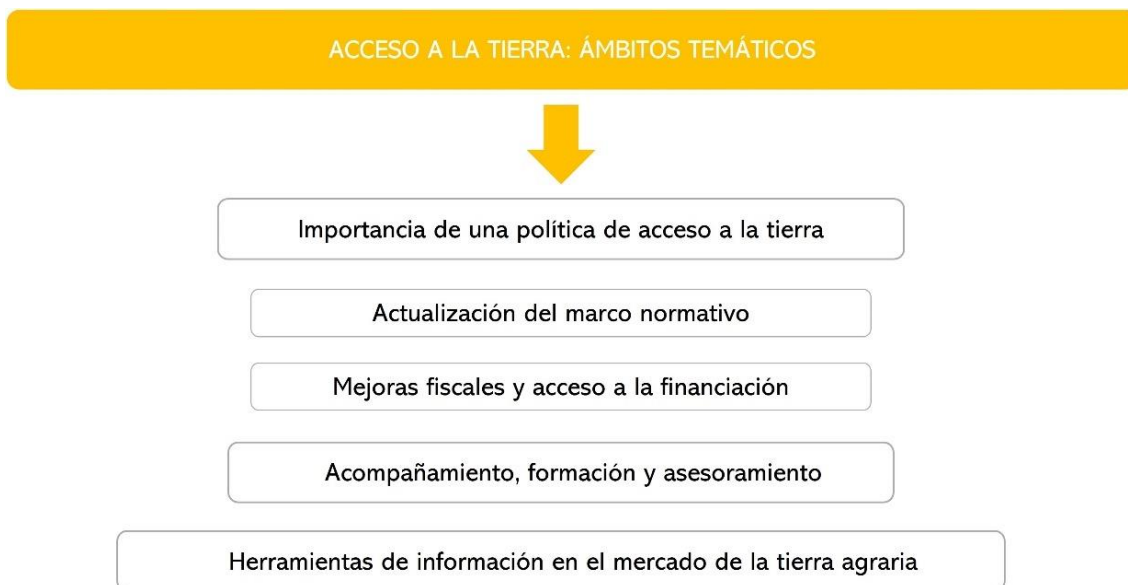 ACCESO A LA TIERRA: ÁMBITOS TEMÁTICOS
Importancia de una política de acceso a la tierra
Actualización del marco normativo
Mejoras fiscales y acceso a la financiación
Acompañamiento, formación y asesoramiento
Herramientas de información en el mercado de la tierra agraria